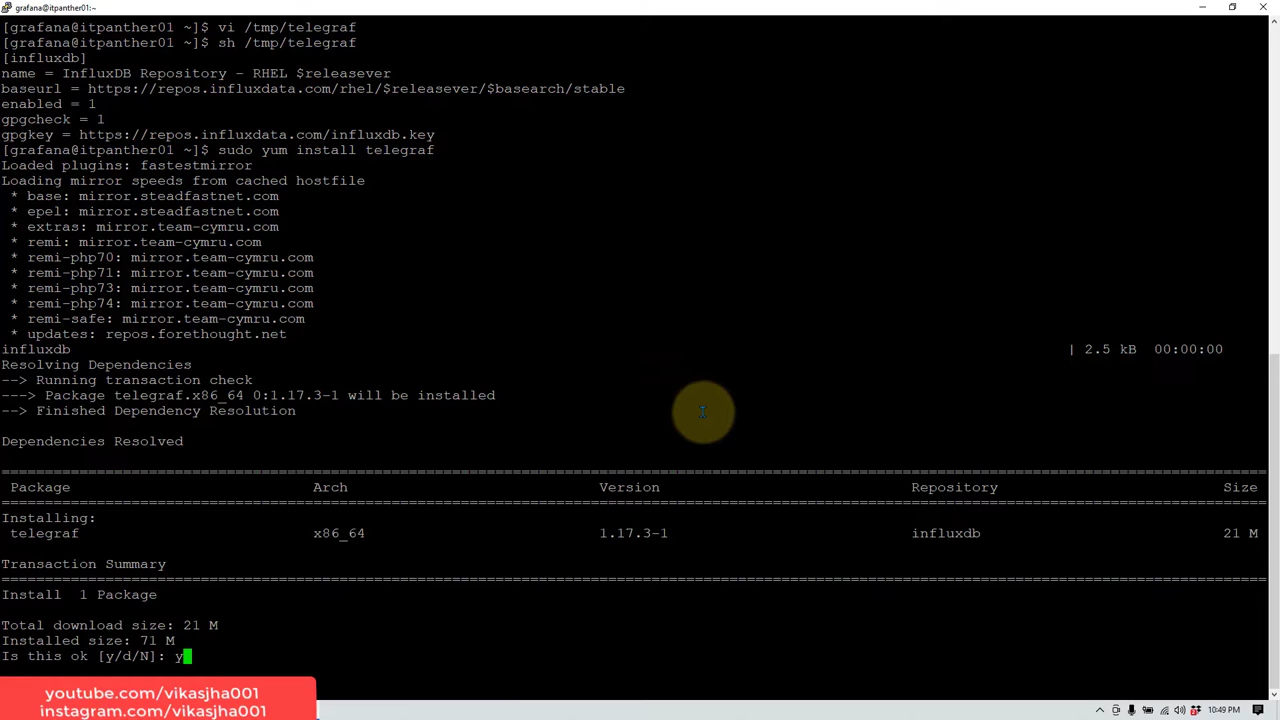 grafana@itpanther01:~
[grafana@itpanther01 ~]$ vi /tmp/telegraf
[grafana@itpanther01 ~]$ sh /tmp/telegraf
[influxdb]
name = InfluxDB Repository - RHEL $releasever
baseurl = https://repos.influxdata.com/rhel/$releasever/$basearch/stable
enabled = 1
gpgcheck = 1
gpgkey = https://repos.influxdata.com/influxdb.key
[grafana@itpanther01 ~]$ sudo yum install telegraf
Loaded plugins: fastestmirror
Loading mirror speeds from cached hostfile
 * base: mirror.steadfastnet.com
 * epel: mirror.steadfastnet.com
 * extras: mirror.team-cymru.com
 * remi: mirror.team-cymru.com
 * remi-php70: mirror.team-cymru.com
 * remi-php71: mirror.team-cymru.com
 * remi-php73: mirror.team-cymru.com
 * remi-php74: mirror.team-cymru.com
 * remi-safe: mirror.team-cymru.com
 * updates: repos.forethought.net
influxdb | 2.5 kB 00:00:00
Resolving Dependencies
--> Running transaction check
---> Package telegraf.x86_64 0:1.17.3-1 will be installed
--> Finished Dependency Resolution
Dependencies Resolved
Package Arch Version Repository Size
Installing:
telegraf x86_64 1.17.3-1 influxdb 21 M
Transaction Summary
Install 1 Package
Total download size: 21 M
Installed size: 71 M
Is this ok [y/d/N]: y
youtube.com/vikasjha001
instagram.com/vikasjha001
10:49 PM